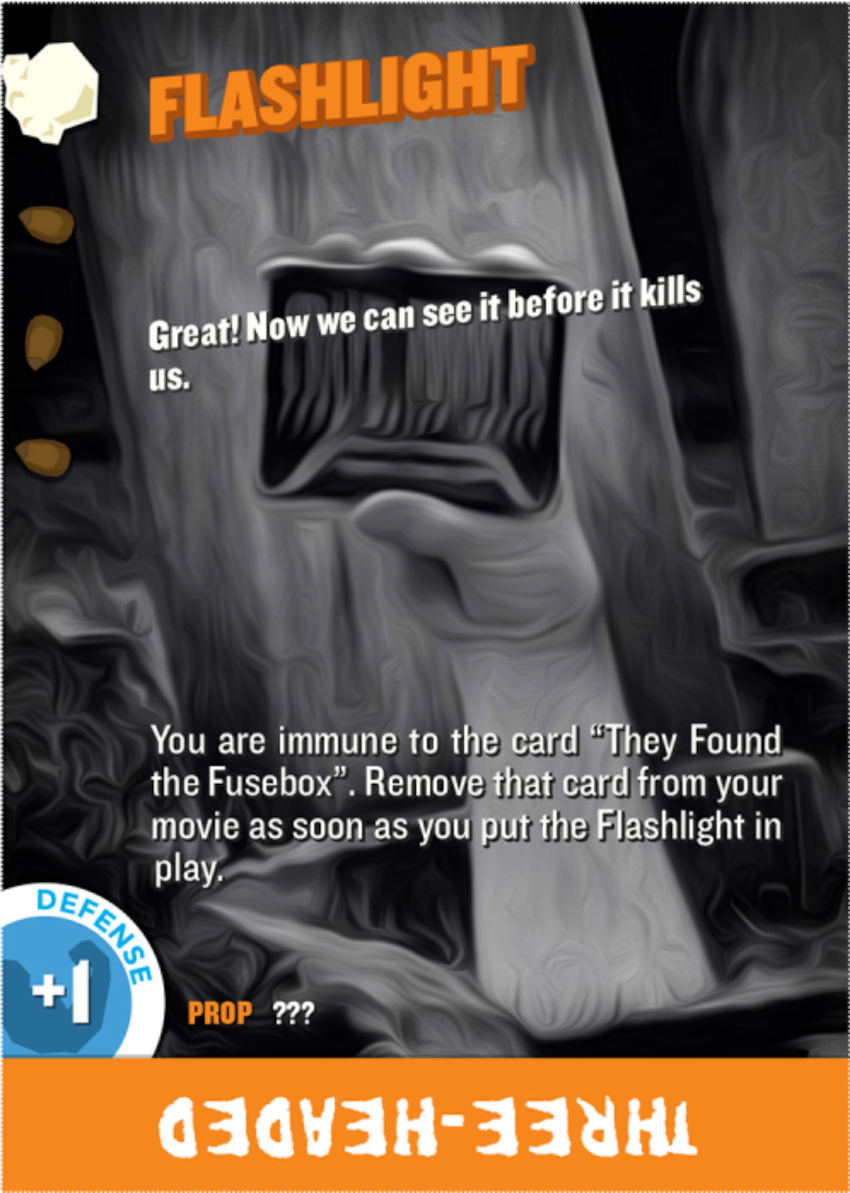 FLASHLIGHT
Great! Now we can see it before it kills
us.
You are immune to the card “They Found
the Fusebox”. Remove that card from your
movie as soon as you put the Flashlight in
play.
DEFENSE
+1
PROP ???
THREE-HEADED